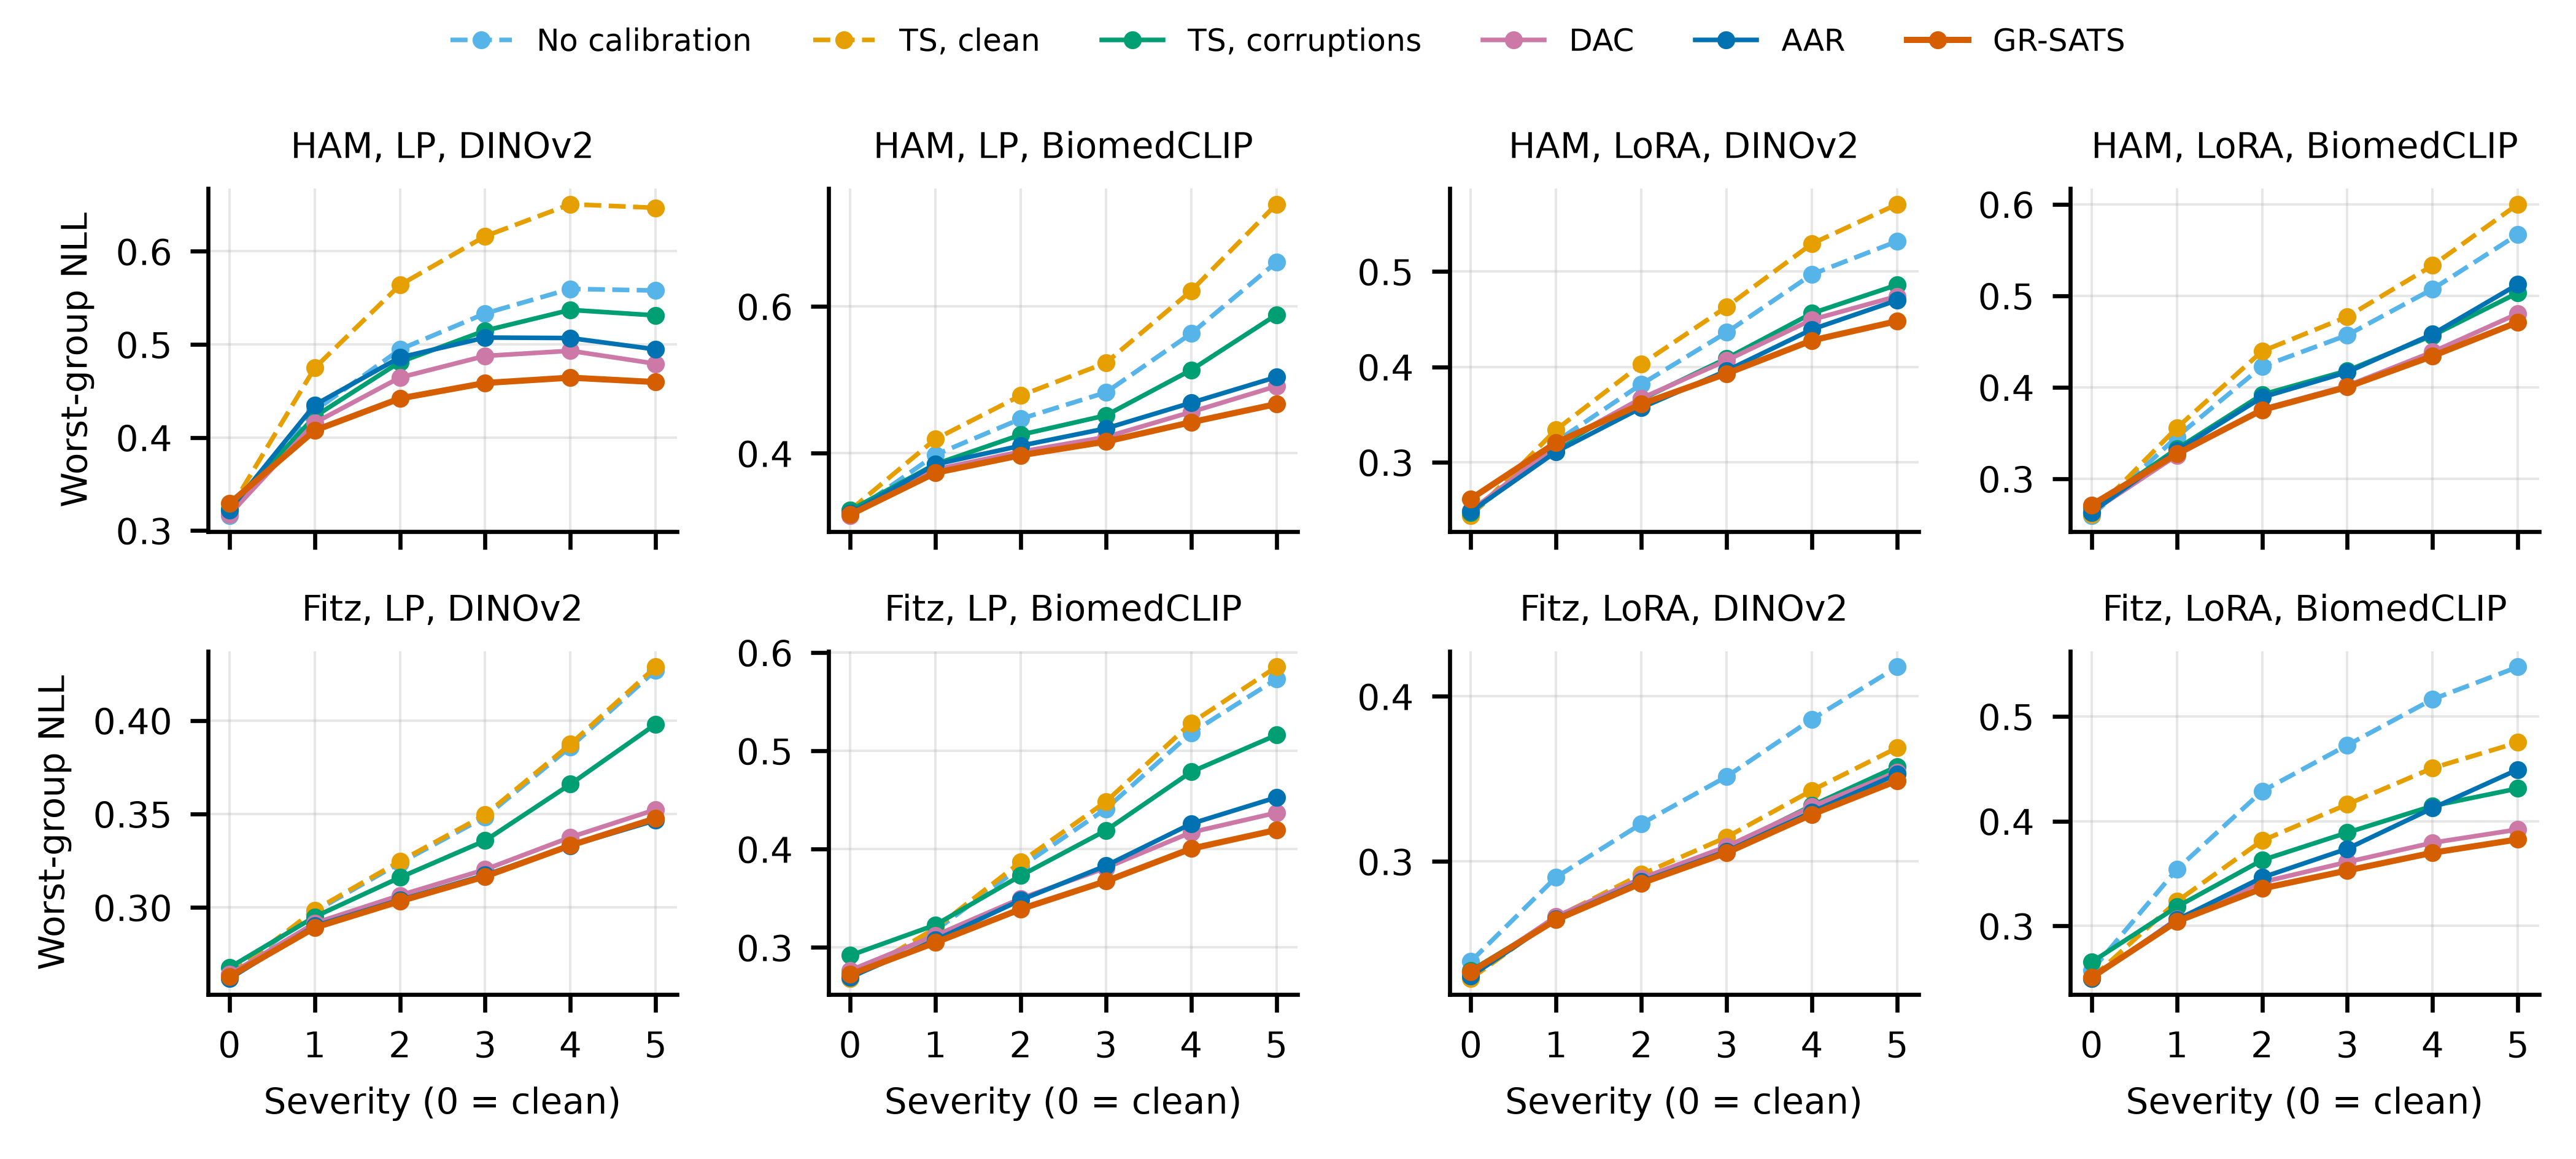 No calibration TS, clean TS, corruptions DAC AAR GR-SATS
HAM, LP, DINOv2
Worst-group NLL
0.6
0.5
0.4
0.3
HAM, LP, BiomedCLIP
0.6
0.4
HAM, LoRA, DINOv2
0.5
0.4
0.3
HAM, LoRA, BiomedCLIP
0.6
0.5
0.4
0.3
Fitz, LP, DINOv2
Worst-group NLL
0.40
0.35
0.30
0 1 2 3 4 5
Severity (0 = clean)
Fitz, LP, BiomedCLIP
0.6
0.5
0.4
0.3
0 1 2 3 4 5
Severity (0 = clean)
Fitz, LoRA, DINOv2
0.4
0.3
0 1 2 3 4 5
Severity (0 = clean)
Fitz, LoRA, BiomedCLIP
0.5
0.4
0.3
0 1 2 3 4 5
Severity (0 = clean)